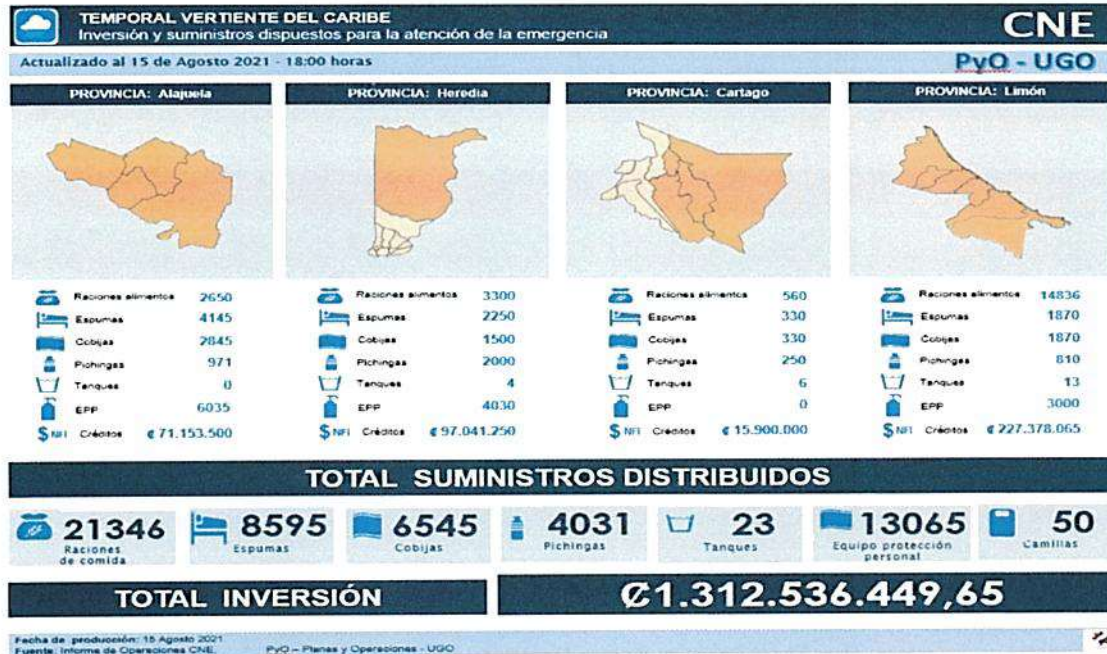 TEMPORAL VERTIENTE DEL CARIBE
Inversión y suministros dispuestos para la atención de la emergencia
CNE
Actualizado al 15 de Agosto 2021 - 18:00 horas
PyO - UGO
PROVINCIA: Alajuela
Raciones alimentos 2650
Espumas 4145
Cobijas 2845
Pichingas 971
Tanques 0
EPP 6035
$ NFI Créditos ₡ 71.153.500
PROVINCIA: Heredia
Raciones alimentos 3300
Espumas 2250
Cobijas 1500
Pichingas 2000
Tanques 4
EPP 4030
$ NFI Créditos ₡ 97.041.250
PROVINCIA: Cartago
Raciones alimentos 560
Espumas 330
Cobijas 330
Pichingas 250
Tanques 6
EPP 0
$ NFI Créditos ₡ 15.900.000
PROVINCIA: Limón
Raciones alimentos 14836
Espumas 1870
Cobijas 1870
Pichingas 810
Tanques 13
EPP 3000
$ NFI Créditos ₡ 227.378.065
TOTAL SUMINISTROS DISTRIBUIDOS
21346
Raciones
de comida
8595
Espumas
6545
Cobijas
4031
Pichingas
23
Tanques
13065
Equipo protección
personal
50
Camillas
TOTAL INVERSIÓN
₡1.312.536.449,65
Fecha de producción: 15 Agosto 2021
Fuente: Informe de Operaciones CNE. PyO – Planes y Operaciones - UGO